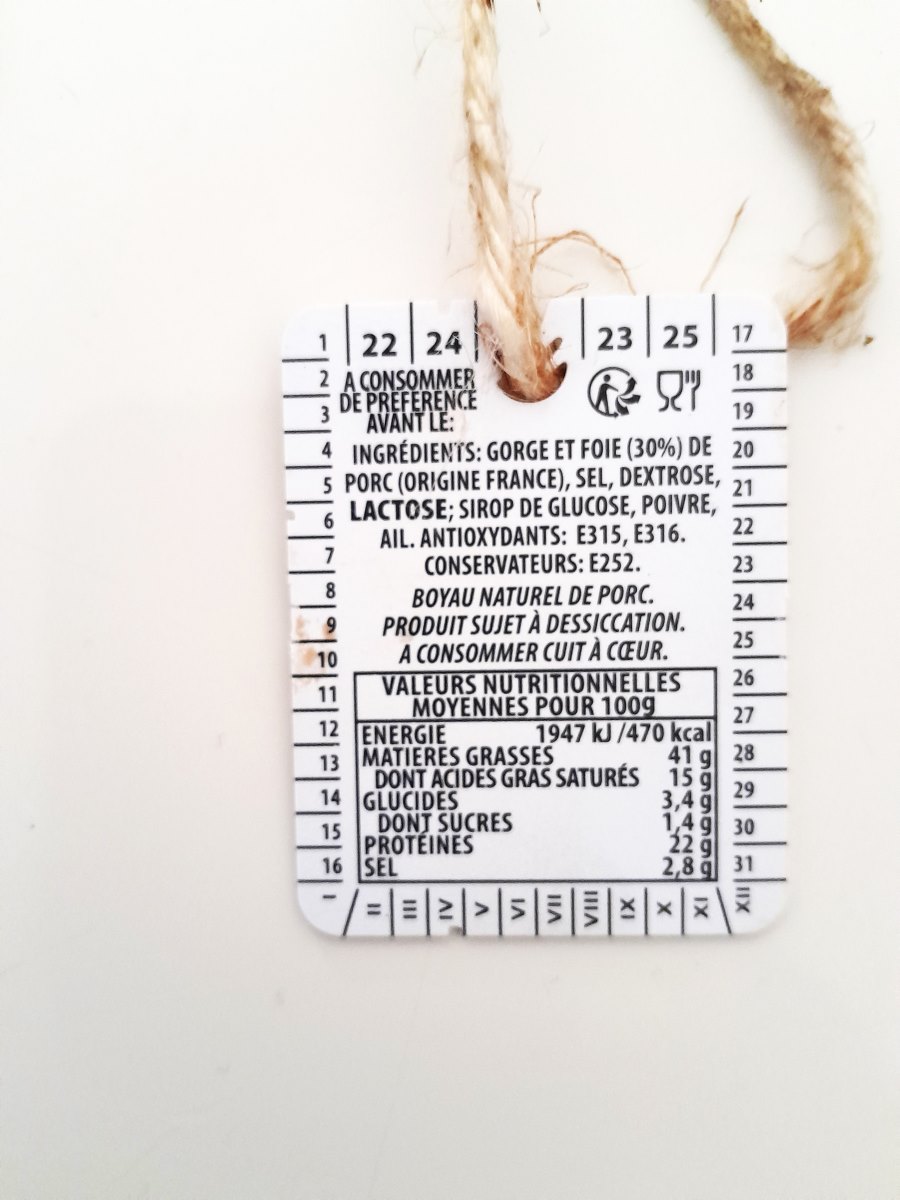 22 24 23 25
A CONSOMMER
DE PRÉFÉRENCE
AVANT LE:
INGRÉDIENTS: GORGE ET FOIE (30%) DE
PORC (ORIGINE FRANCE), SEL, DEXTROSE,
LACTOSE; SIROP DE GLUCOSE, POIVRE,
AIL. ANTIOXYDANTS: E315, E316.
CONSERVATEURS: E252.
BOYAU NATUREL DE PORC.
PRODUIT SUJET À DESSICCATION.
A CONSOMMER CUIT À CŒUR.
VALEURS NUTRITIONNELLES
MOYENNES POUR 100g
ENERGIE 1947 kJ /470 kcal
MATIERES GRASSES 41 g
DONT ACIDES GRAS SATURÉS 15 g
GLUCIDES 3,4 g
DONT SUCRES 1,4 g
PROTÉINES 22 g
SEL 2,8 g
1
2
3
4
5
6
7
8
9
10
11
12
13
14
15
16
17
18
19
20
21
22
23
24
25
26
27
28
29
30
31
I II III IV V VI VII VIII IX X XI XII